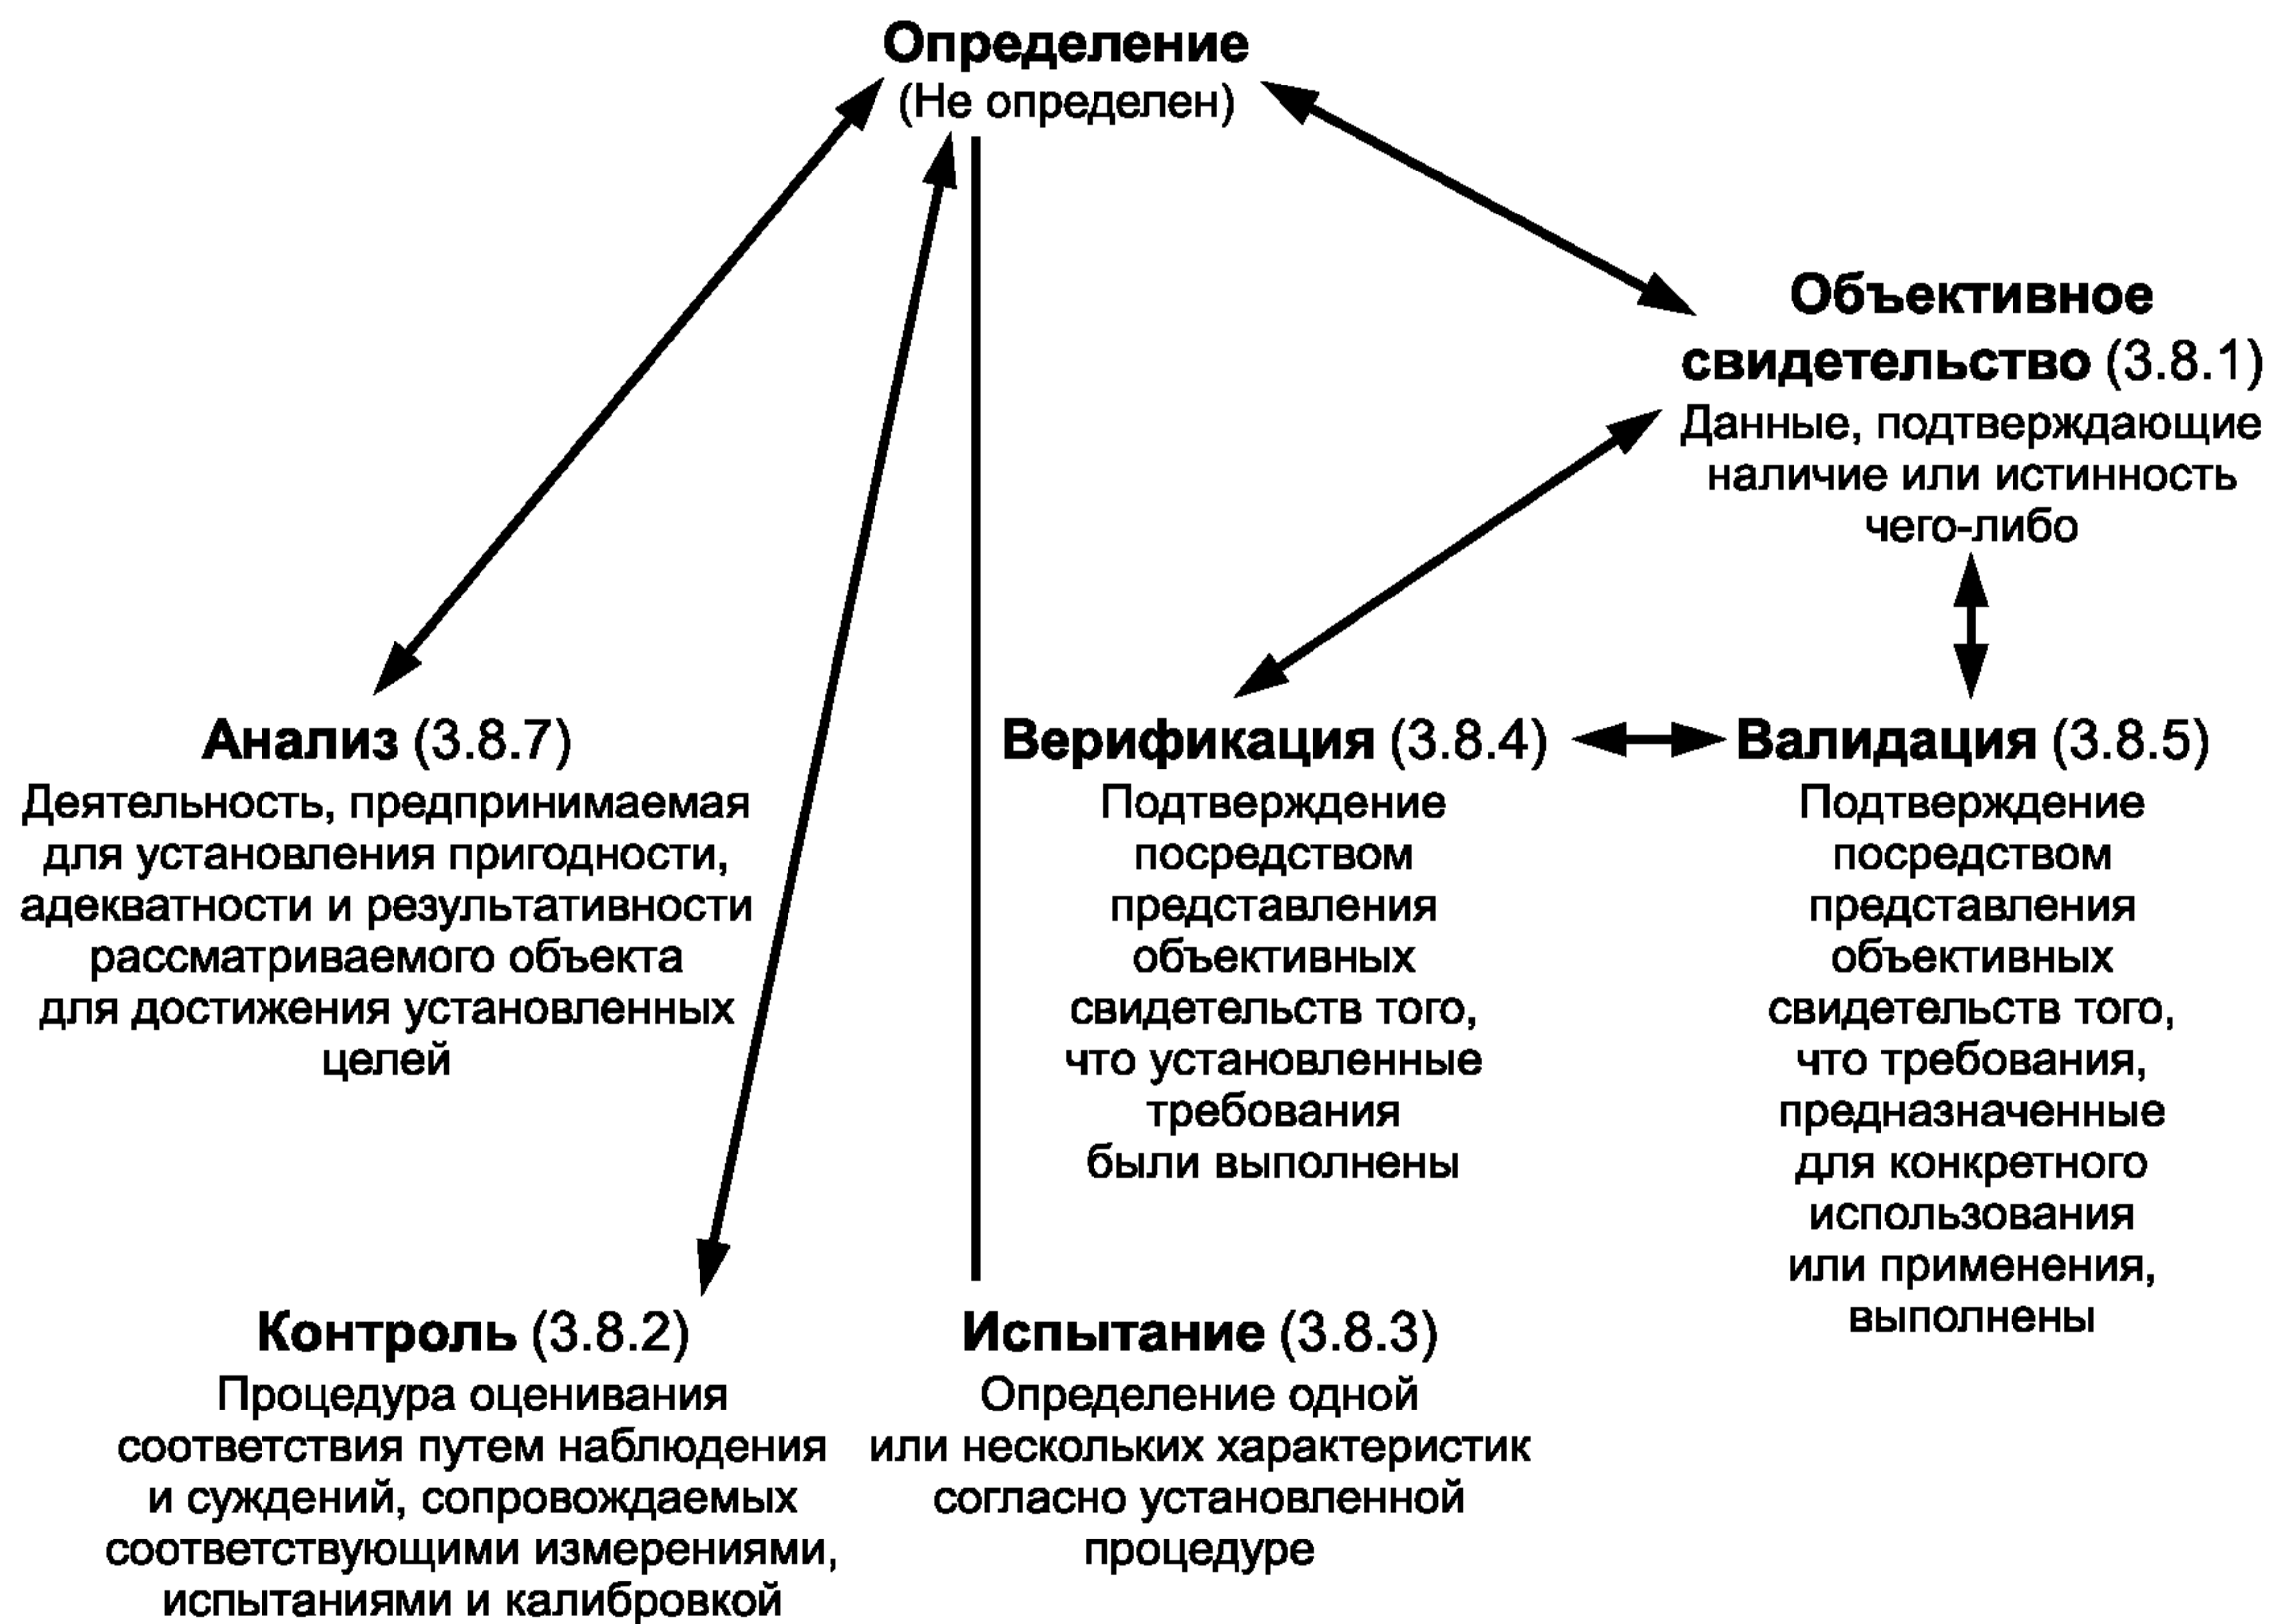 Определение
(Не определен)
Объективное
свидетельство (3.8.1)
Данные, подтверждающие
наличие или истинность
чего-либо
Анализ (3.8.7)
Деятельность, предпринимаемая
для установления пригодности,
адекватности и результативности
рассматриваемого объекта
для достижения установленных
целей
Верификация (3.8.4)
Подтверждение
посредством
представления
объективных
свидетельств того,
что установленные
требования
были выполнены
Валидация (3.8.5)
Подтверждение
посредством
представления
объективных
свидетельств того,
что требования,
предназначенные
для конкретного
использования
или применения,
выполнены
Контроль (3.8.2)
Процедура оценивания
соответствия путем наблюдения
и суждений, сопровождаемых
соответствующими измерениями,
испытаниями и калибровкой
Испытание (3.8.3)
Определение одной
или нескольких характеристик
согласно установленной
процедуре